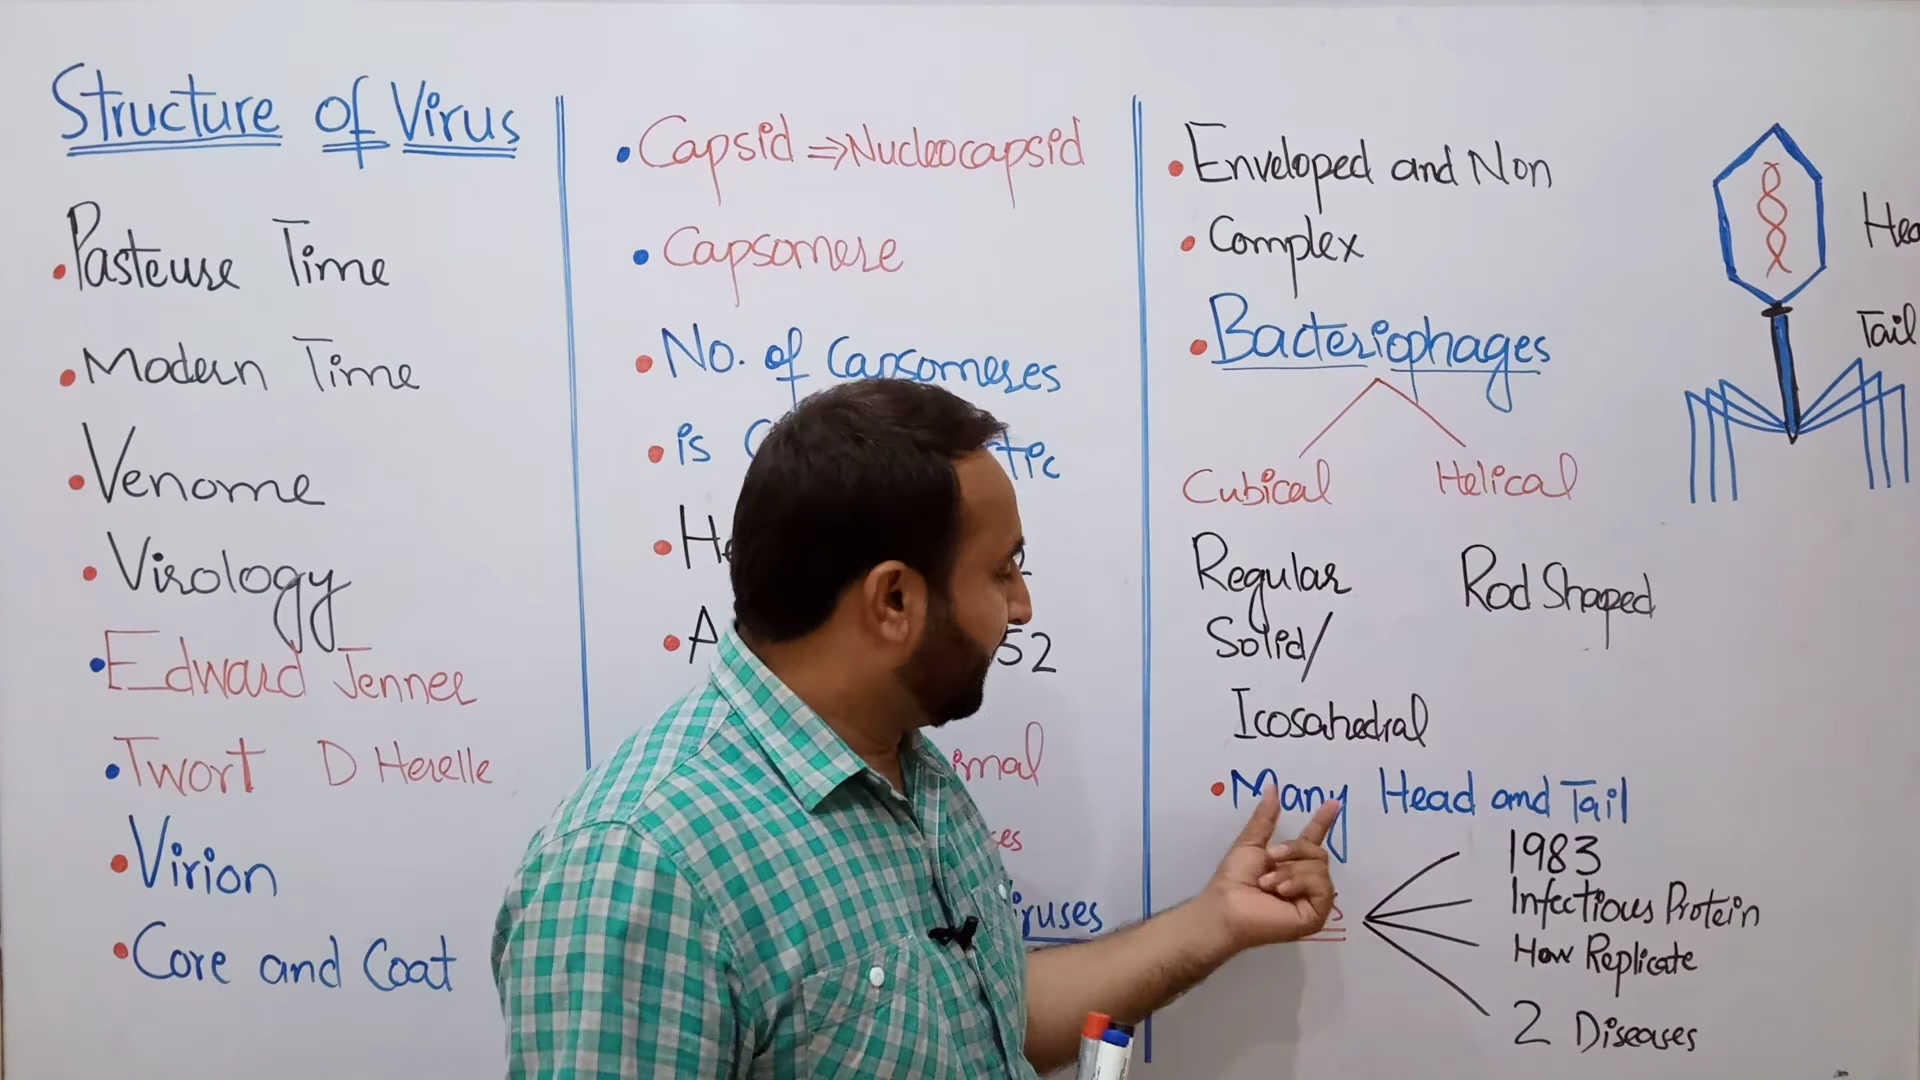 Structure of Virus
Pasteure Time
Modern Time
Venome
Virology
Edward Jenner
Twort D Herelle
Virion
Core and Coat
Capsid ⇒ Nucleocapsid
Capsomere
No. of Capsomeres
is
52
Enveloped and Non
Complex
Bacteriophages
Cubical Helical
Regular Rod Shaped
Solid/
Icosahedral
Many Head and Tail
1983
Infectious Protein
How Replicate
2 Diseases
Tail